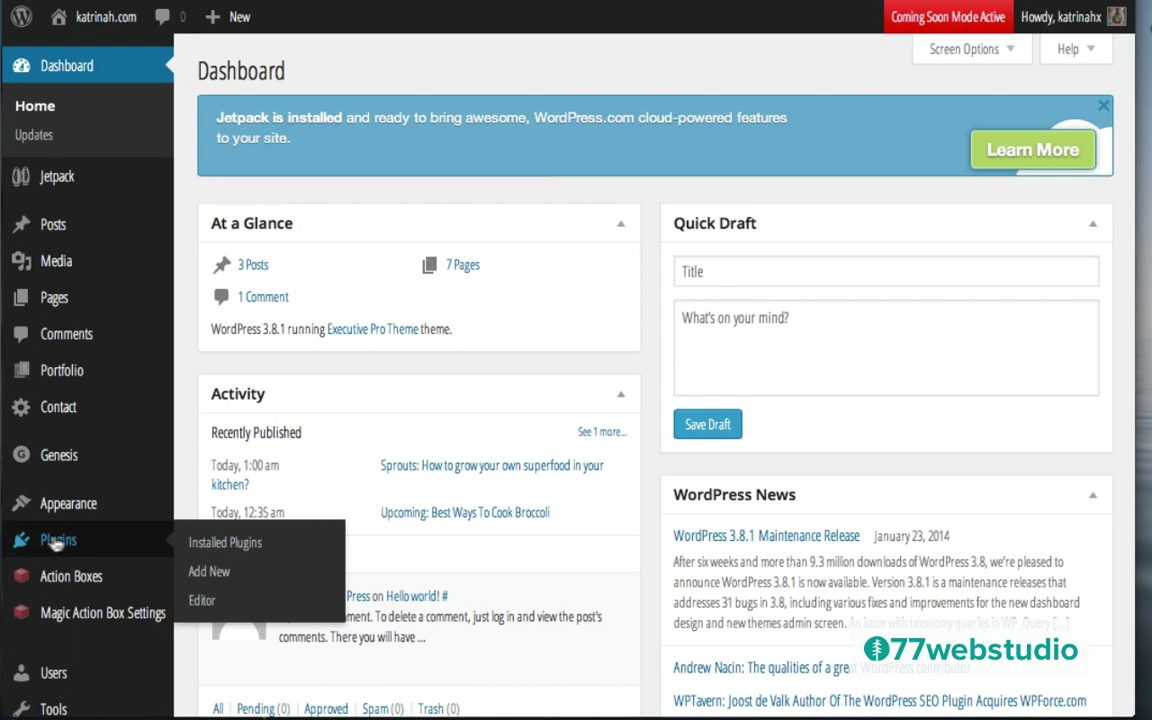 katrinah.com 0 New Coming Soon Mode Active Howdy, katrinahx
Screen Options Help
Dashboard
Home
Updates
Jetpack
Posts
Media
Pages
Comments
Portfolio
Contact
Genesis
Appearance
Plugins
Action Boxes
Magic Action Box Settings
Users
Tools
Installed Plugins
Add New
Editor
Dashboard
Jetpack is installed and ready to bring awesome, WordPress.com cloud-powered features
to your site.
Learn More
At a Glance
3 Posts 7 Pages
1 Comment
WordPress 3.8.1 running Executive Pro Theme theme.
Activity
Recently Published See 1 more...
Today, 1:00 am Sprouts: How to grow your own superfood in your
kitchen?
Today, 12:35 am Upcoming: Best Ways To Cook Broccoli
Press on Hello world! #
ment. To delete a comment, just log in and view the post's
comments. There you will have ...
All | Pending (0) | Approved | Spam (0) | Trash (0)
Quick Draft
Title
What's on your mind?
Save Draft
WordPress News
WordPress 3.8.1 Maintenance Release January 23, 2014
After six weeks and more than 9.3 million downloads of WordPress 3.8, we're pleased to
announce WordPress 3.8.1 is now available. Version 3.8.1 is a maintenance releases that
addresses 31 bugs in 3.8, including various fixes and improvements for the new dashboard
design and new themes admin screen. An issue with taxonomy queries in WP_Query [...]
77webstudio
Andrew Nacin: The qualities of a great WordPress contributor
WPTavern: Joost de Valk Author Of The WordPress SEO Plugin Acquires WPForce.com